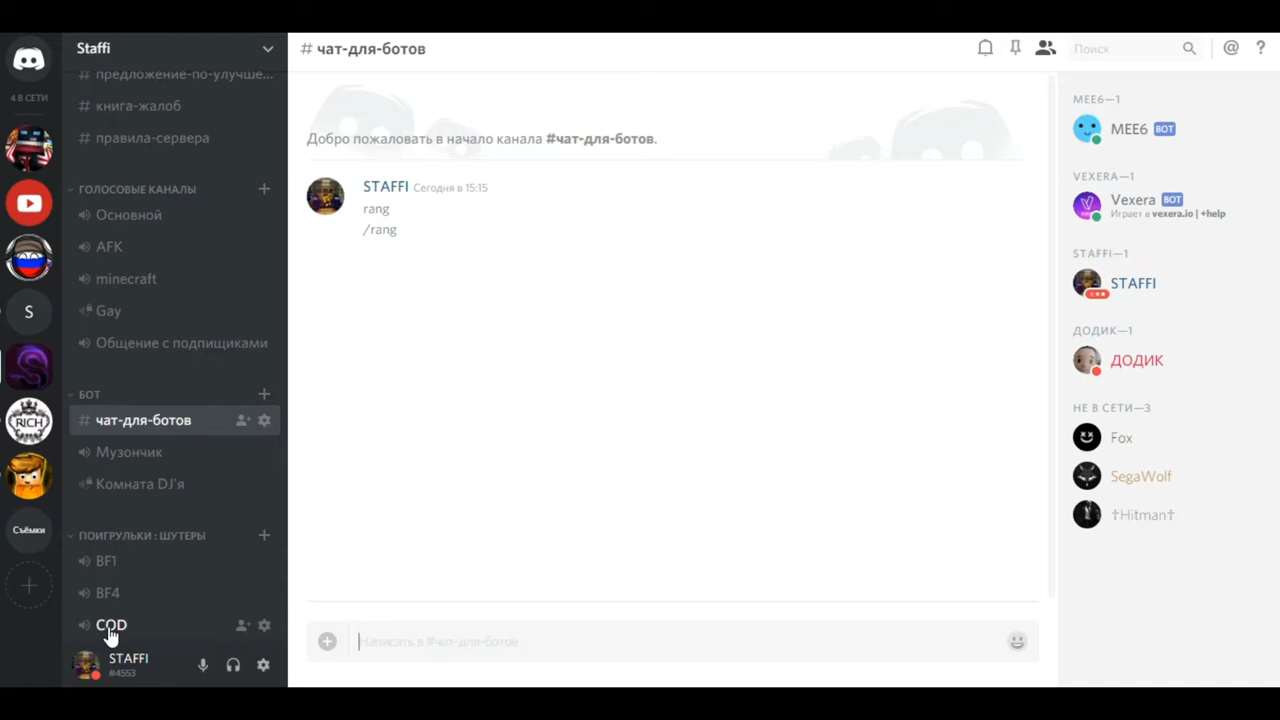 4 В СЕТИ
S
RICH
Съёмки
Staffi
# предложение-по-улучше...
# книга-жалоб
# правила-сервера
ГОЛОСОВЫЕ КАНАЛЫ
Основной
AFK
minecraft
Gay
Общение с подпищиками
БОТ
# чат-для-ботов
Музончик
Комната DJ'я
ПОИГРУЛЬКИ : ШУТЕРЫ
BF1
BF4
COD
STAFFI
#4553
# чат-для-ботов
Поиск
Добро пожаловать в начало канала #чат-для-ботов.
STAFFI Сегодня в 15:15
rang
/rang
Написать в #чат-для-ботов
MEE6—1
MEE6 BOT
VEXERA—1
Vexera BOT
Играет в vexera.io | +help
STAFFI—1
STAFFI
ДОДИК—1
ДОДИК
НЕ В СЕТИ—3
Fox
SegaWolf
†Hitman†